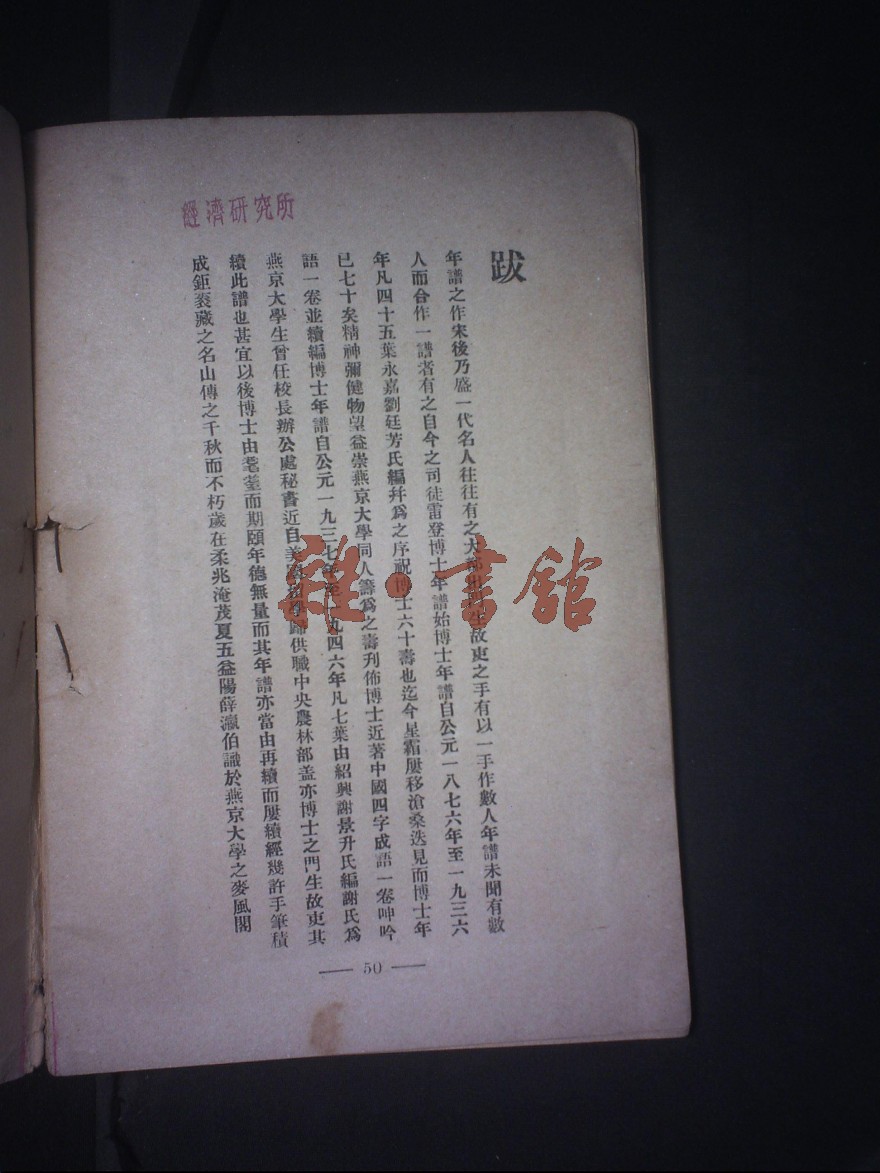 經濟研究所
跋
年譜之作宋後乃盛一代名人往往有之大都出門生故吏之手有以一手作數人年譜未聞有數
人而合作一譜者有之自今之司徒雷登博士年譜始博士年譜自公元一八七六年至一九三六
年凡四十五葉永嘉劉廷芳氏編幷爲之序祝博士六十壽也迄今星霜屢移滄桑迭見而博士年
已七十矣精神彌健物望益崇燕京大學同人籌爲之壽刋佈博士近著中國四字成語一卷呻吟
語一卷並續編博士年譜自公元一九三七年至一九四六年凡七葉由紹興謝景升氏編謝氏爲
燕京大學生曾任校長辦公處秘書近自美國學歸供職中央農林部蓋亦博士之門生故吏其
續此譜也甚宜以後博士由耄耋而期頤年德無量而其年譜亦當由再續而屢續經幾許手筆積
成鉅袠藏之名山傳之千秋而不朽歲在柔兆淹茂夏五益陽薛瀛伯識於燕京大學之麥風閣
— 50 —
雜·書館